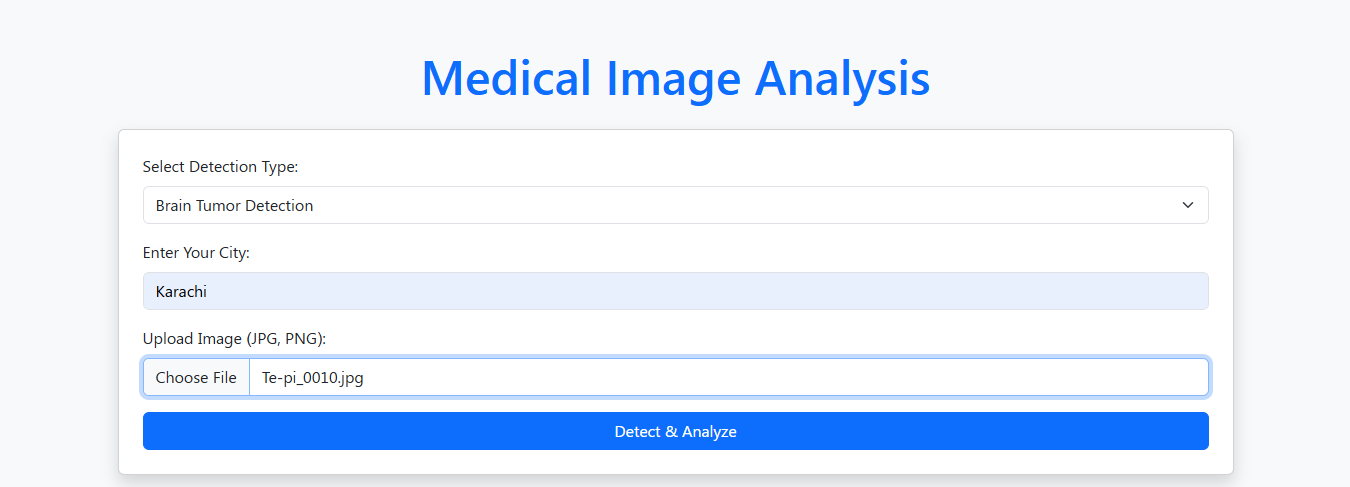 Medical Image Analysis
Select Detection Type:
Brain Tumor Detection
Enter Your City:
Karachi
Upload Image (JPG, PNG):
Choose File Te-pi_0010.jpg
Detect & Analyze